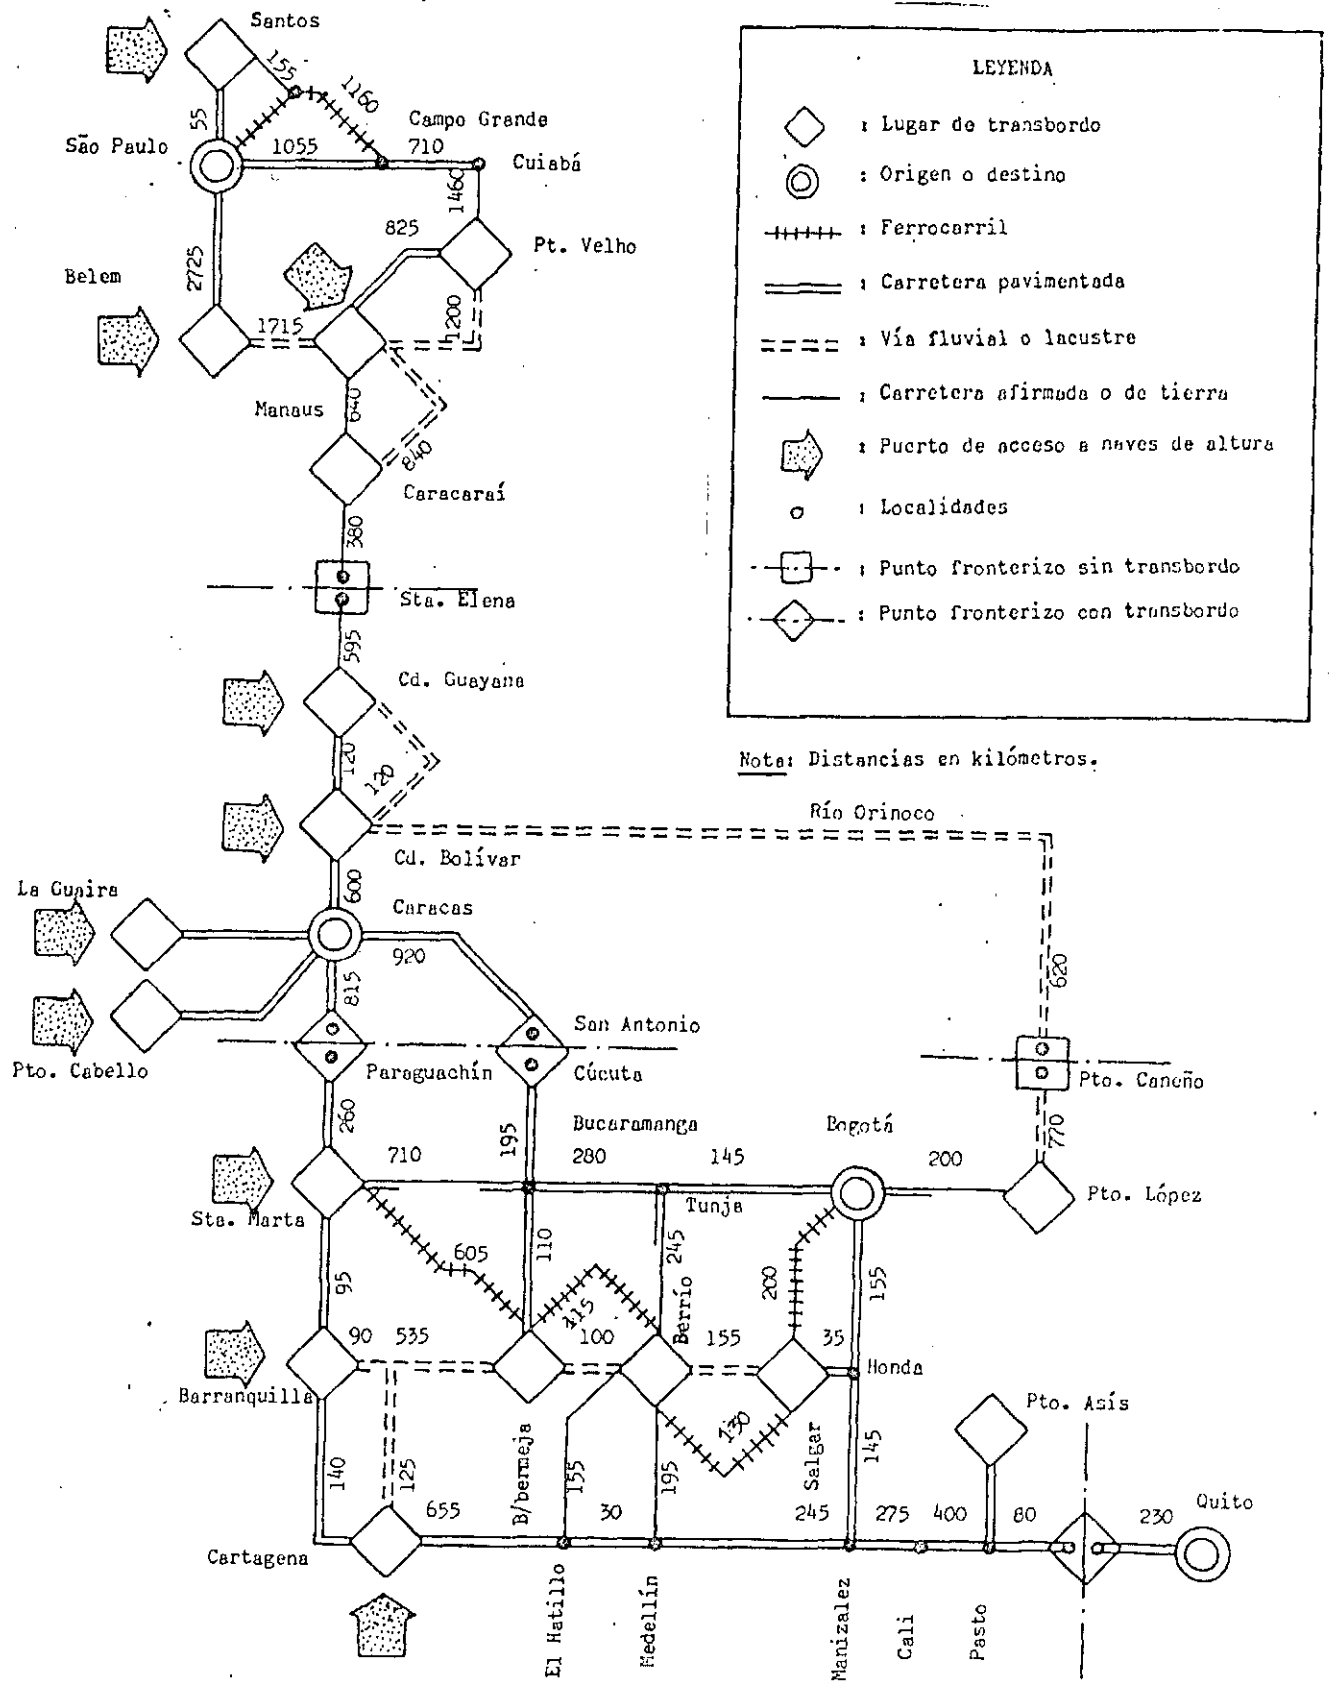 Santos
155
1160
55
São Paulo
1055
Campo Grande
710
Cuiabá
1460
825
Pt. Velho
2725
Belem
1715
1200
Manaus
640
840
Caracaraí
380
Sta. Elena
595
Cd. Guayana
120
120
Río Orinoco
Cd. Bolívar
600
La Guaira
Caracas
920
815
620
San Antonio
Pto. Cabello
Paraguachín
Cúcuta
Pto. Careño
260
195
Bucaramanga
Bogotá
770
710
280
145
200
Sta. Marta
Tunja
Pto. López
605
110
245
200
155
95
115
Berrío
90
535
100
155
35
Honda
Barranquilla
130
Pto. Asís
140
125
B/bermeja
155
195
Salgar
145
655
30
245
275
400
80
230
Quito
Cartagena
El Hatillo
Medellín
Manizalez
Cali
Pasto
LEYENDA
: Lugar de transbordo
: Origen o destino
: Ferrocarril
: Carretera pavimentada
: Vía fluvial o lacustre
: Carretera afirmada o de tierra
: Puerto de acceso a naves de altura
: Localidades
: Punto fronterizo sin transbordo
: Punto fronterizo con transbordo
Nota: Distancias en kilómetros.